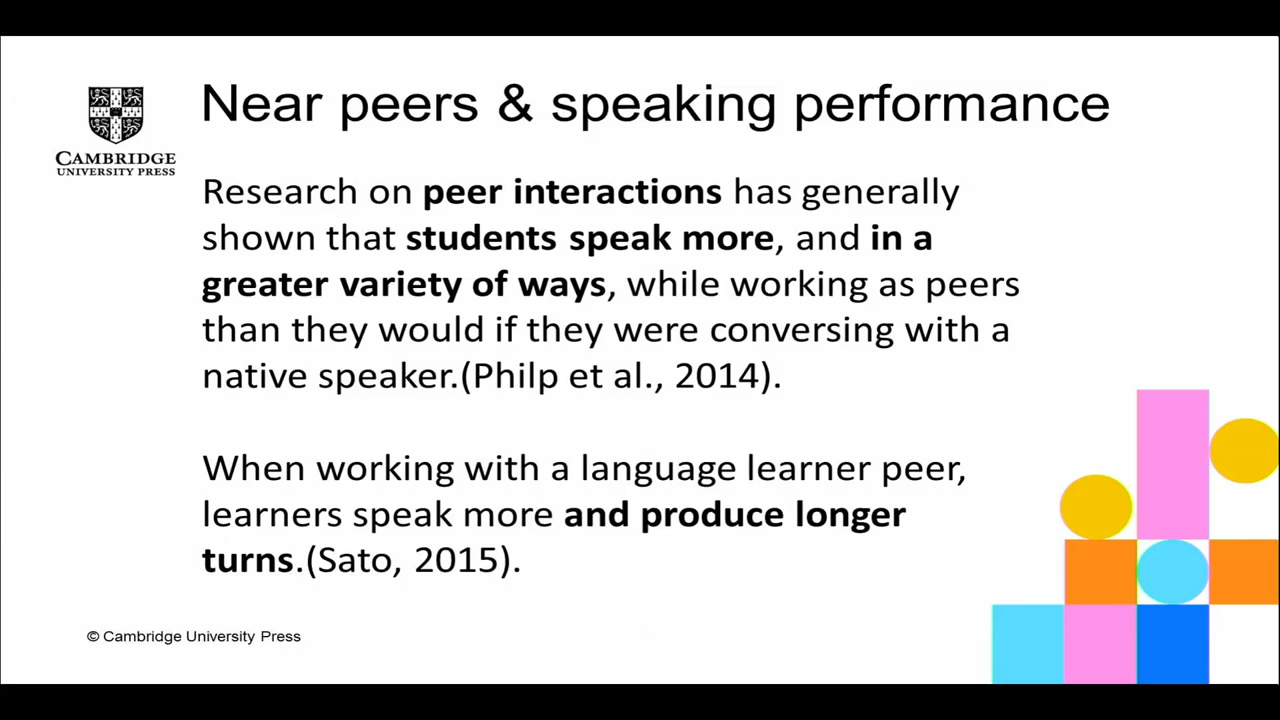 Near peers & speaking performance
CAMBRIDGE
UNIVERSITY PRESS
Research on peer interactions has generally
shown that students speak more, and in a
greater variety of ways, while working as peers
than they would if they were conversing with a
native speaker.(Philp et al., 2014).
When working with a language learner peer,
learners speak more and produce longer
turns.(Sato, 2015).
© Cambridge University Press